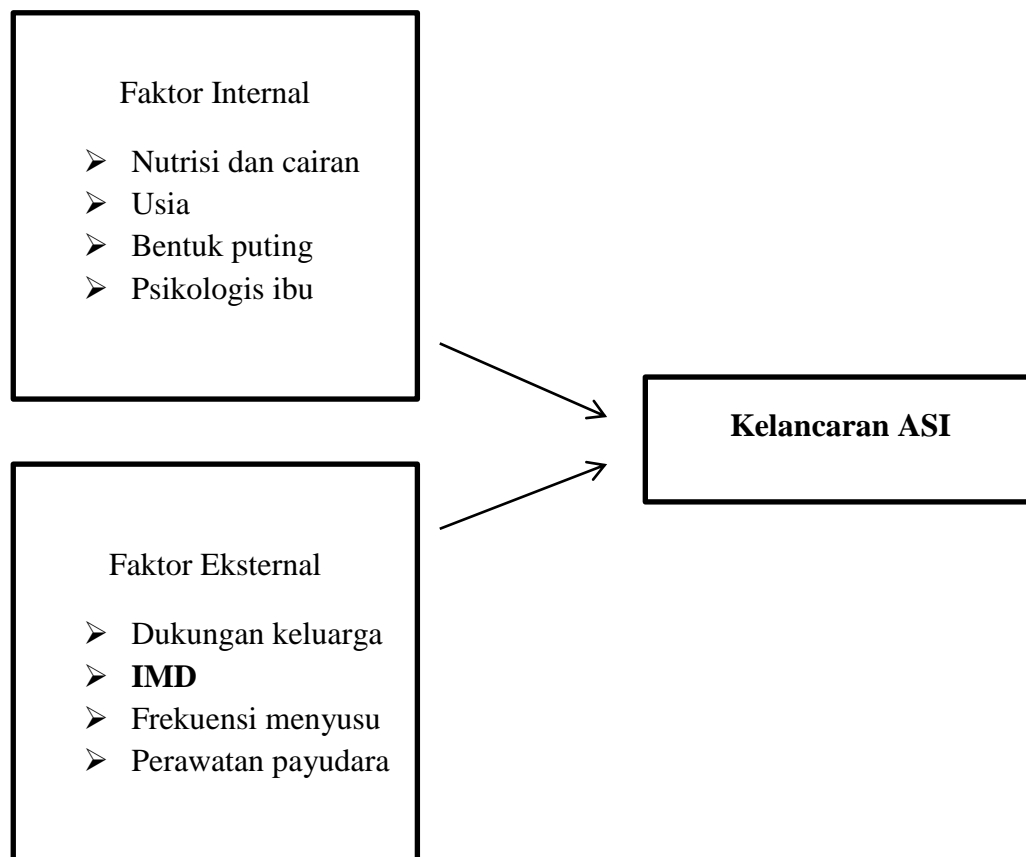 Faktor Internal
➢ Nutrisi dan cairan
➢ Usia
➢ Bentuk puting
➢ Psikologis ibu
Kelancaran ASI
Faktor Eksternal
➢ Dukungan keluarga
➢ IMD
➢ Frekuensi menyusu
➢ Perawatan payudara